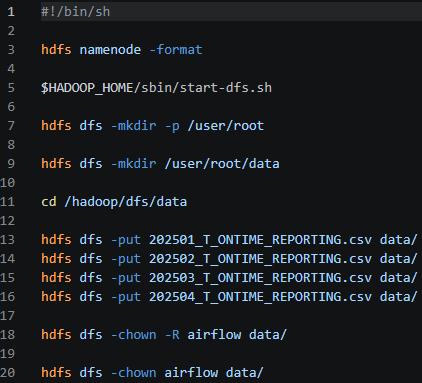 1 #!/bin/sh
2
3 hdfs namenode -format
4
5 $HADOOP_HOME/sbin/start-dfs.sh
6
7 hdfs dfs -mkdir -p /user/root
8
9 hdfs dfs -mkdir /user/root/data
10
11 cd /hadoop/dfs/data
12
13 hdfs dfs -put 202501_T_ONTIME_REPORTING.csv data/
14 hdfs dfs -put 202502_T_ONTIME_REPORTING.csv data/
15 hdfs dfs -put 202503_T_ONTIME_REPORTING.csv data/
16 hdfs dfs -put 202504_T_ONTIME_REPORTING.csv data/
17
18 hdfs dfs -chown -R airflow data/
19
20 hdfs dfs -chown airflow data/